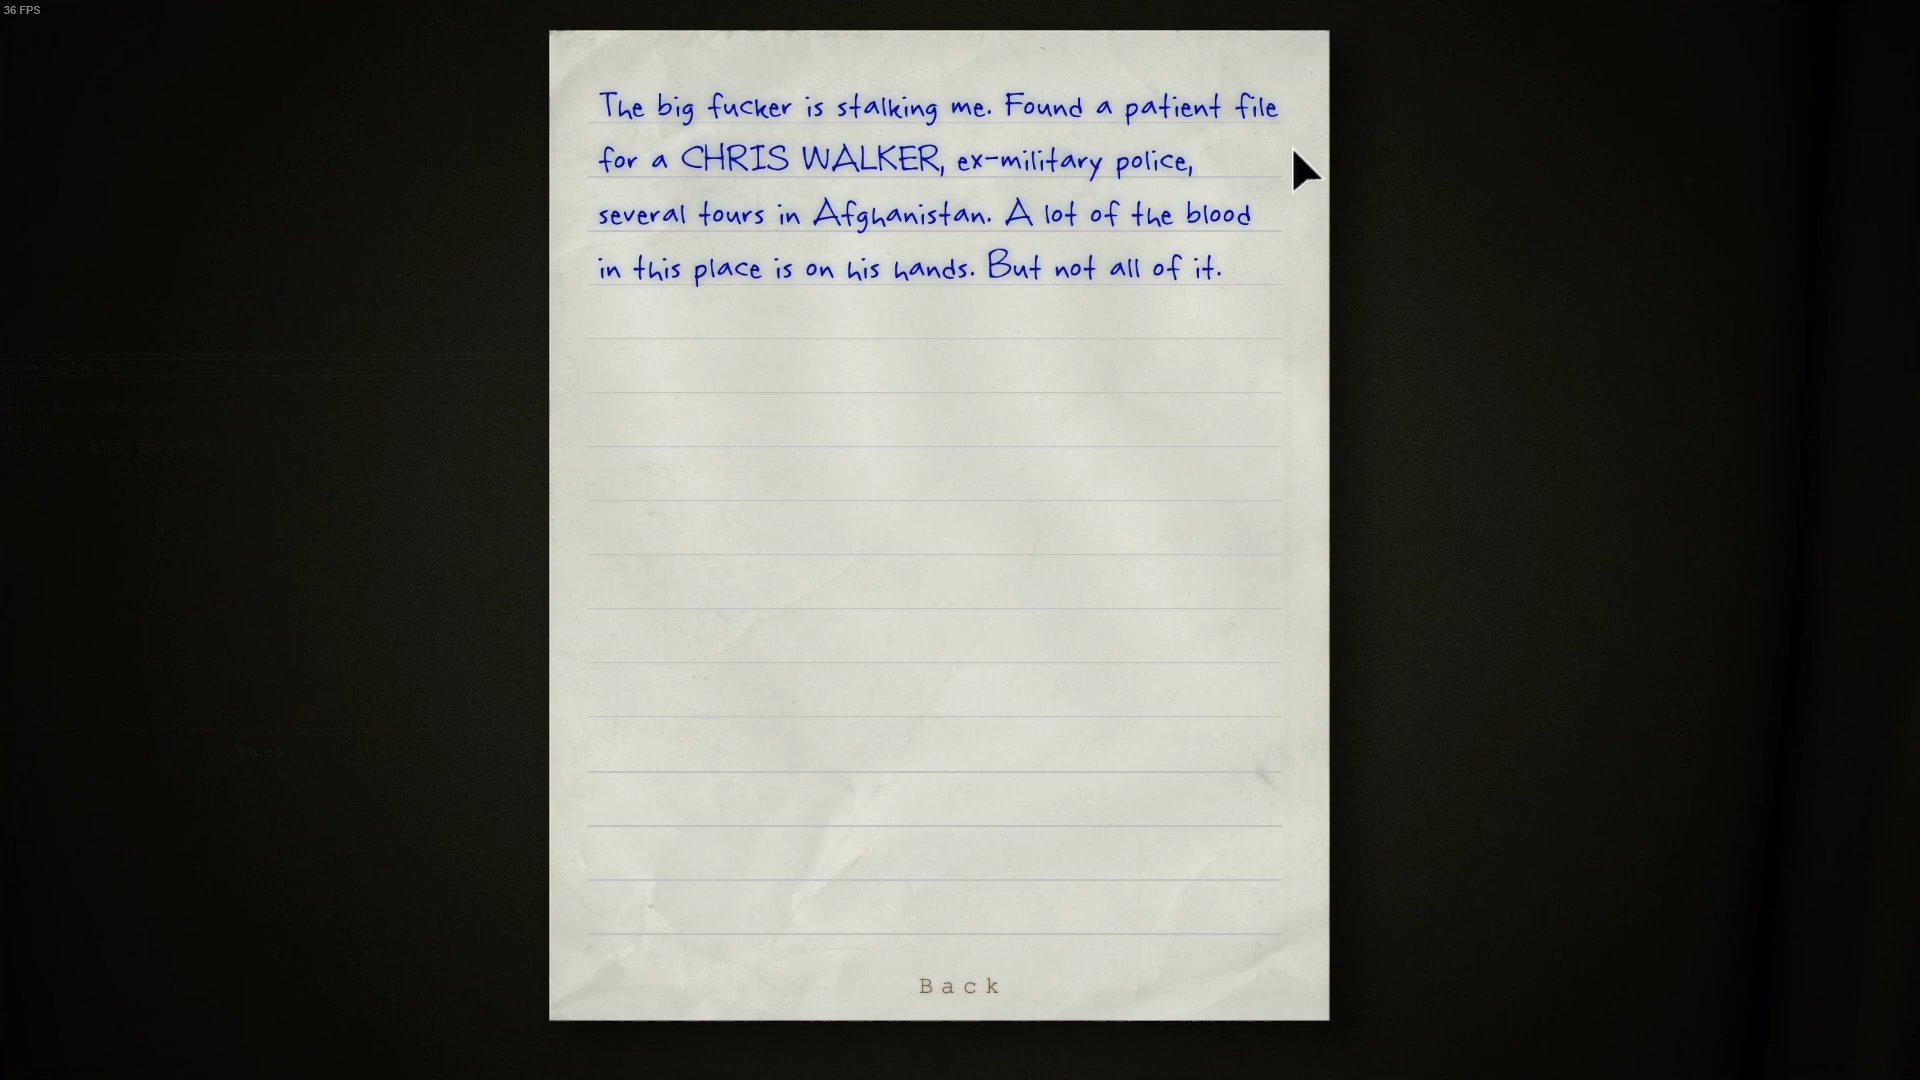 36 FPS
The big fucker is stalking me. Found a patient file
for a CHRIS WALKER, ex-military police,
several tours in Afghanistan. A lot of the blood
in this place is on his hands. But not all of it.
Back
Back